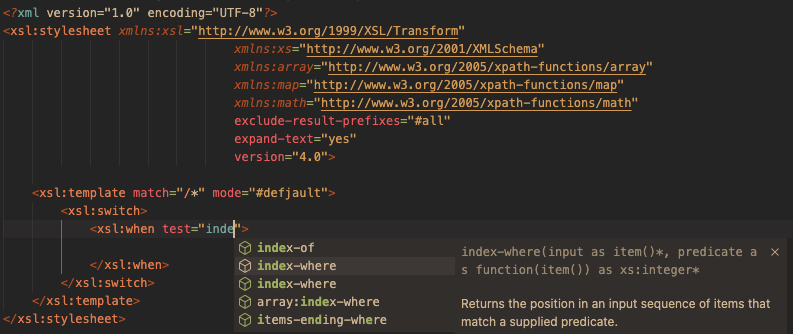 <?xml version="1.0" encoding="UTF-8"?>
<xsl:stylesheet xmlns:xsl="http://www.w3.org/1999/XSL/Transform"
xmlns:xs="http://www.w3.org/2001/XMLSchema"
xmlns:array="http://www.w3.org/2005/xpath-functions/array"
xmlns:map="http://www.w3.org/2005/xpath-functions/map"
xmlns:math="http://www.w3.org/2005/xpath-functions/math"
exclude-result-prefixes="#all"
expand-text="yes"
version="4.0">
<xsl:template match="/*" mode="#defjault">
<xsl:switch>
<xsl:when test="inde">
</xsl:when>
</xsl:switch>
</xsl:template>
</xsl:stylesheet>
index-of
index-where
index-where
array:index-where
items-ending-where
index-where(input as item()*, predicate a
s function(item()) as xs:integer*
Returns the position in an input sequence of items that
match a supplied predicate.